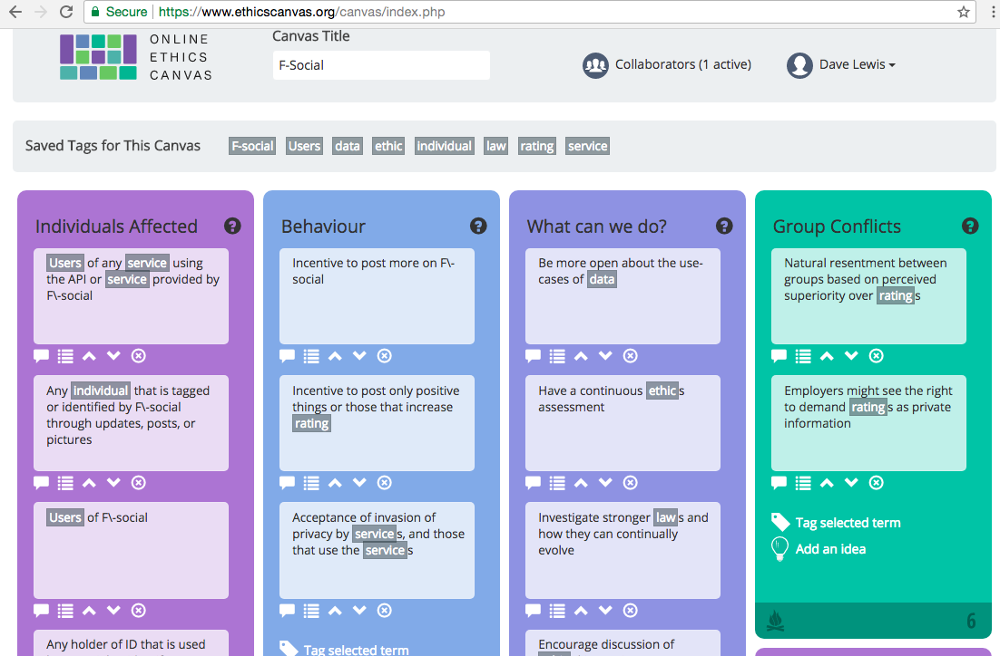 Secure https://www.ethicscanvas.org/canvas/index.php
ONLINE
ETHICS
CANVAS
Canvas Title
F-Social
Collaborators (1 active)
Dave Lewis
Saved Tags for This Canvas F-social Users data ethic individual law rating service
Individuals Affected
Users of any service using
the API or service provided by
F\-social
Any individual that is tagged
or identified by F\-social
through updates, posts, or
pictures
Users of F\-social
Any holder of ID that is used
Behaviour
Incentive to post more on F\-
social
Incentive to post only positive
things or those that increase
rating
Acceptance of invasion of
privacy by services, and those
that use the services
Tag selected term
What can we do?
Be more open about the use-
cases of data
Have a continuous ethics
assessment
Investigate stronger laws and
how they can continually
evolve
Encourage discussion of
Group Conflicts
Natural resentment between
groups based on perceived
superiority over ratings
Employers might see the right
to demand ratings as private
information
Tag selected term
Add an idea
6